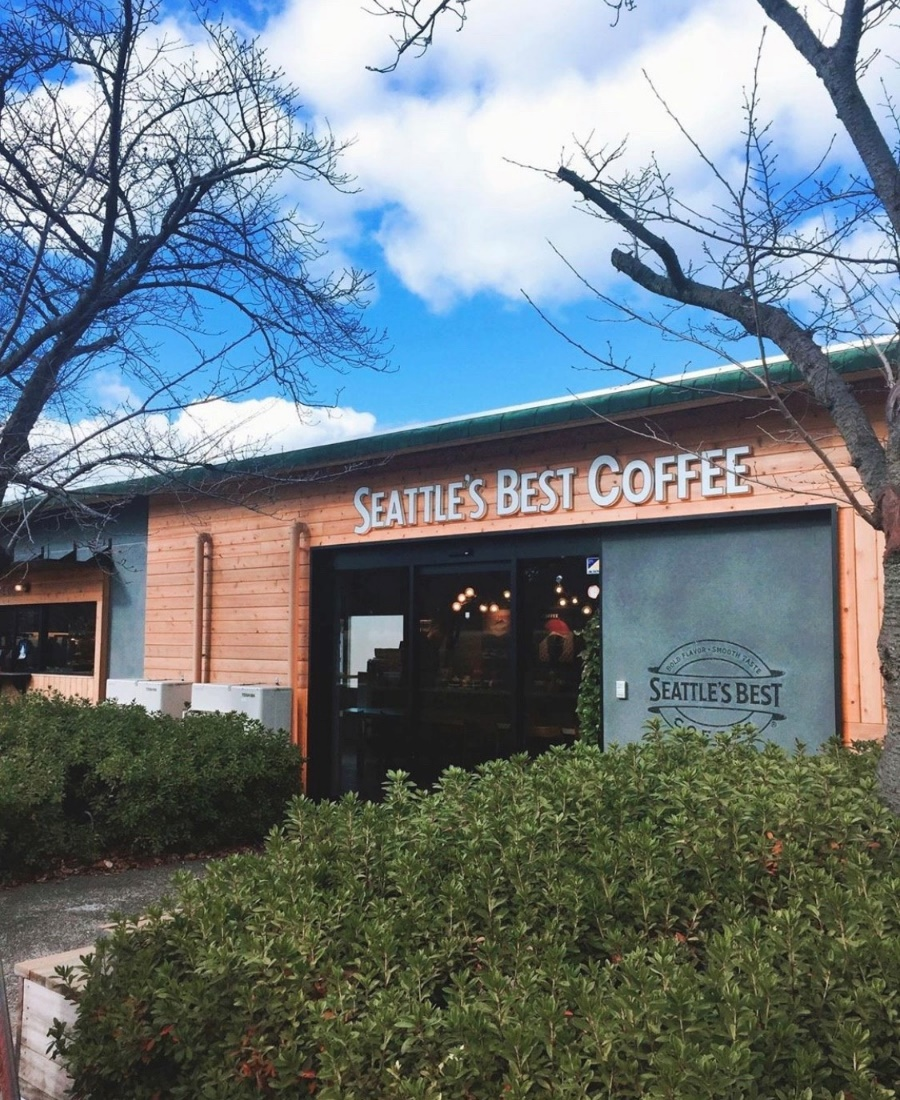 SEATTLE'S BEST COFFEE
BOLD FLAVOR • SMOOTH TASTE
SEATTLE'S BEST